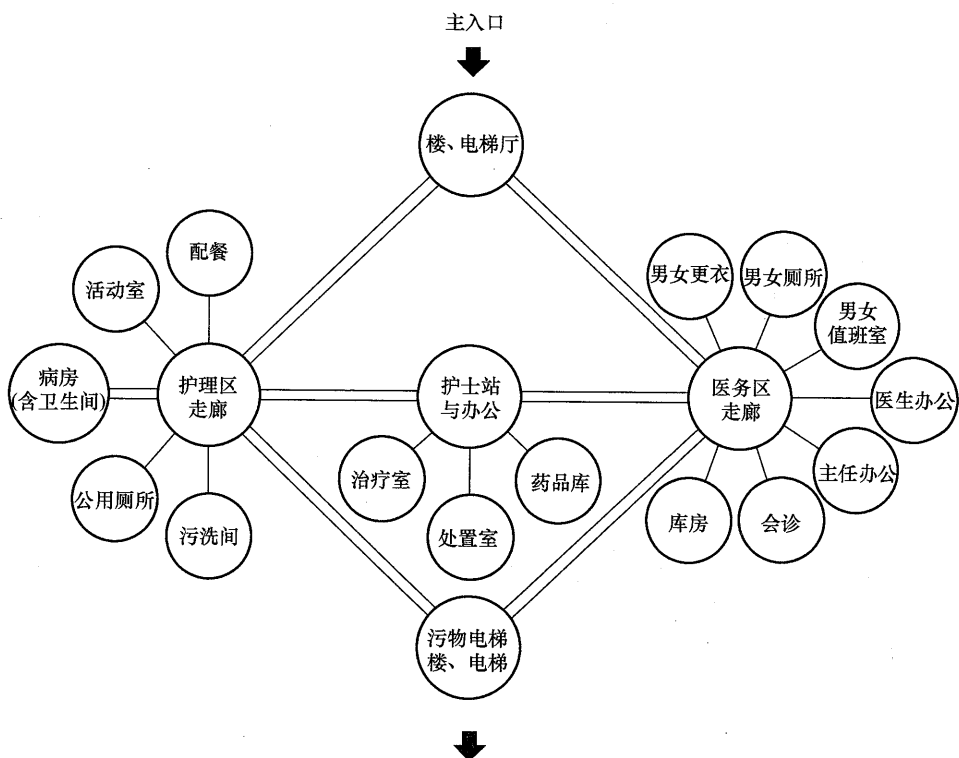 主入口
楼、电梯厅
配餐
活动室
病房
(含卫生间)
护理区
走廊
公用厕所
污洗间
护士站
与办公
治疗室
处置室
药品库
男女更衣
男女厕所
男女
值班室
医务区
走廊
医生办公
主任办公
会诊
库房
污物电梯
楼、电梯